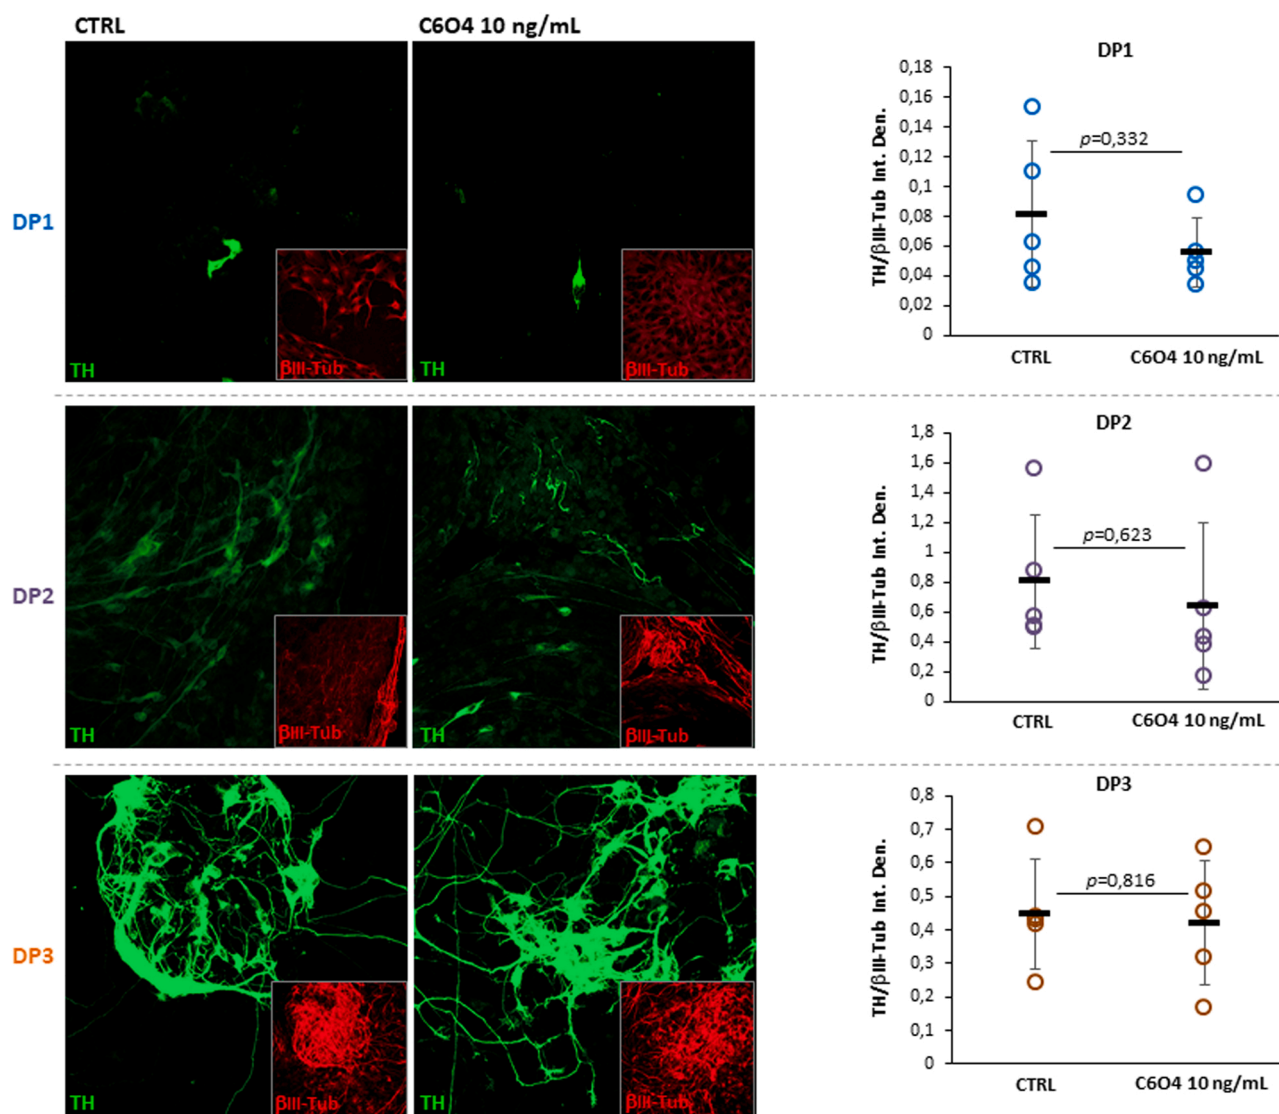 CTRL
C6O4 10 ng/mL
DP1
TH
βIII-Tub
TH
βIII-Tub
DP1
TH/βIII-Tub Int. Den.
0,18
0,16
0,14
0,12
0,1
0,08
0,06
0,04
0,02
0
p=0,332
CTRL
C6O4 10 ng/mL
DP2
TH
βIII-Tub
TH
βIII-Tub
DP2
TH/βIII-Tub Int. Den.
1,8
1,6
1,4
1,2
1
0,8
0,6
0,4
0,2
0
p=0,623
CTRL
C6O4 10 ng/mL
DP3
TH
βIII-Tub
TH
βIII-Tub
DP3
TH/βIII-Tub Int. Den.
0,8
0,7
0,6
0,5
0,4
0,3
0,2
0,1
0
p=0,816
CTRL
C6O4 10 ng/mL